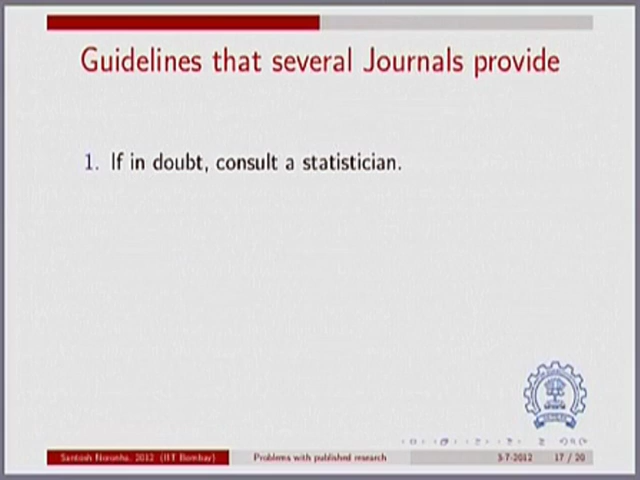 Guidelines that several Journals provide
1. If in doubt, consult a statistician.
Santosh Noronha, 2012 (IIT Bombay)
Problems with published research
3-7-2012
17 / 20